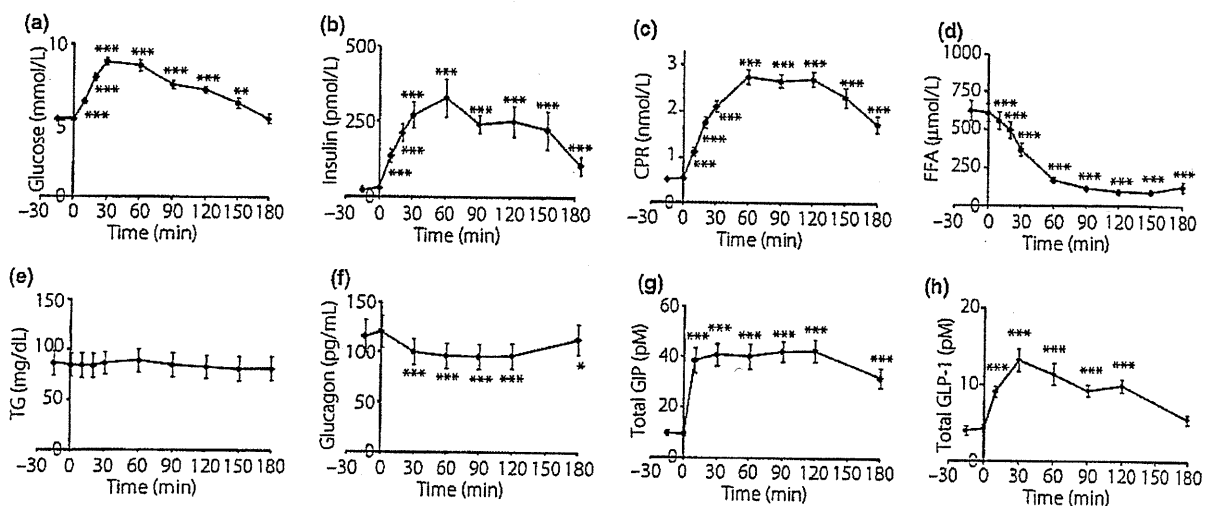 (a)
Glucose (mmol/L)
10
5
0
*** *** *** *** *** *** **
-30 0 30 60 90 120 150 180
Time (min)
(b)
Insulin (pmol/L)
500
250
0
*** *** *** *** *** *** *** ***
-30 0 30 60 90 120 150 180
Time (min)
(c)
CPR (nmol/L)
3
2
1
0
*** *** *** *** *** *** *** ***
-30 0 30 60 90 120 150 180
Time (min)
(d)
FFA (μmol/L)
1000
750
500
250
0
*** *** *** *** *** *** *** ***
-30 0 30 60 90 120 150 180
Time (min)
(e)
TG (mg/dL)
150
100
50
0
-30 0 30 60 90 120 150 180
Time (min)
(f)
Glucagon (pg/mL)
150
100
50
0
*** *** *** *** *
-30 0 30 60 90 120 150 180
Time (min)
(g)
Total GIP (pM)
60
40
20
0
*** *** *** *** *** ***
-30 0 30 60 90 120 150 180
Time (min)
(h)
Total GLP-1 (pM)
20
10
0
*** *** *** *** ***
-30 0 30 60 90 120 150 180
Time (min)